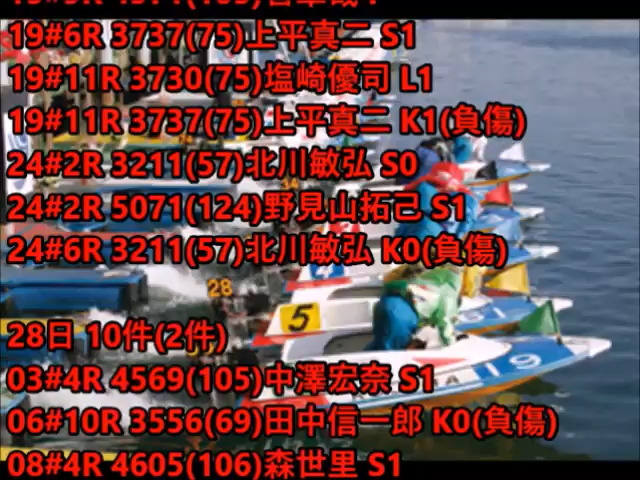 19#6R 3737(75)上平真二 S1
19#11R 3730(75)塩崎優司 L1
19#11R 3737(75)上平真二 K1(負傷)
24#2R 3211(57)北川敏弘 S0
24#2R 5071(124)野見山拓己 S1
24#6R 3211(57)北川敏弘 K0(負傷)
28
5
28日 10件(2件)
03#4R 4569(105)中澤宏奈 S1
06#10R 3556(69)田中信一郎 K0(負傷)
08#4R 4605(106)森世里 S1